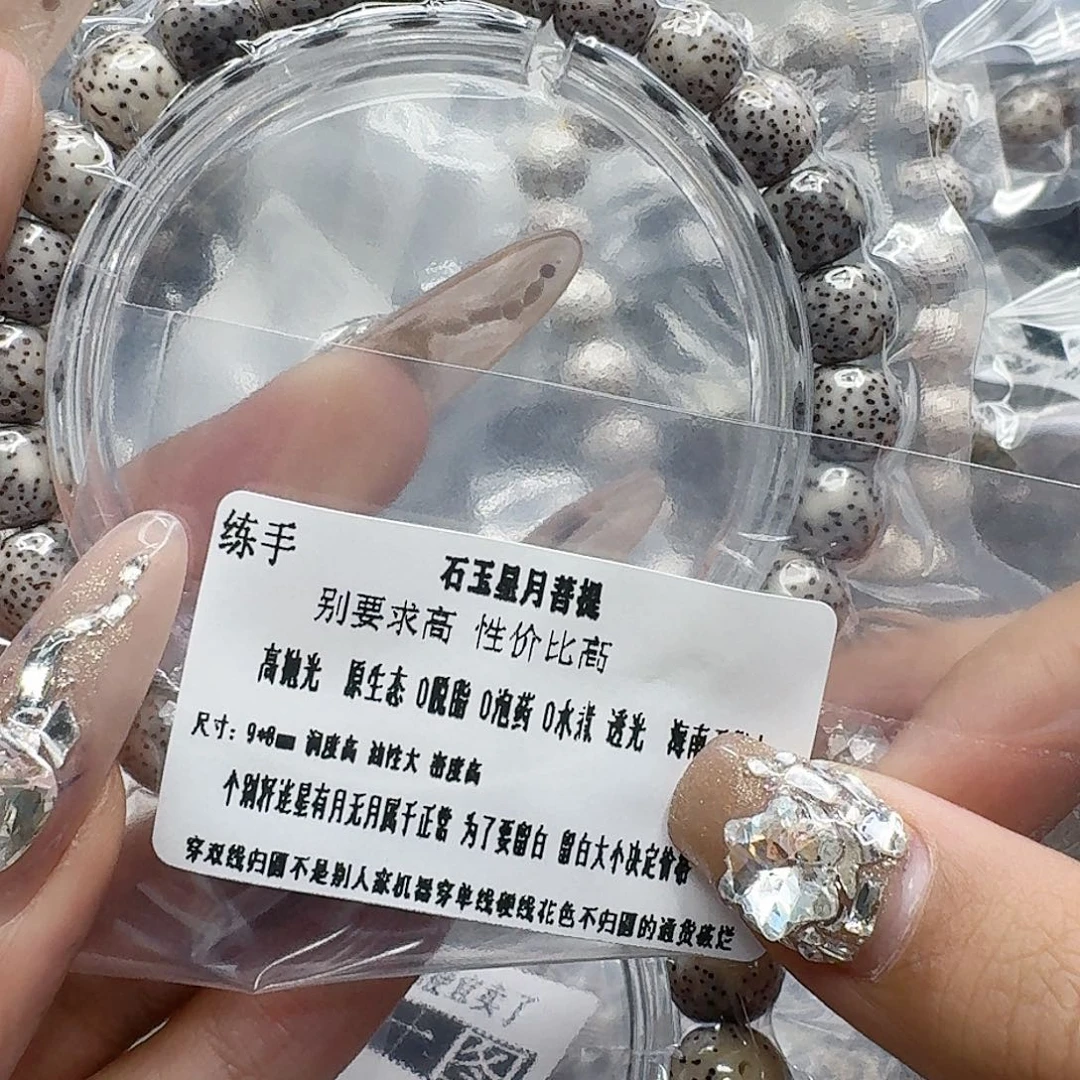 练手
石玉星月菩提
别要求高 性价比高
高抛光 原生态 0脱脂 0泡药 0水煮 透光 海南
尺寸：9*8mm 润度高 油性大 密度高
个别籽连星有月无月属于正常 为了要留白 留白大小决定价格
穿双线归圆不是别人家机器穿单线硬线花色不归圆的通货破烂
卖了
图